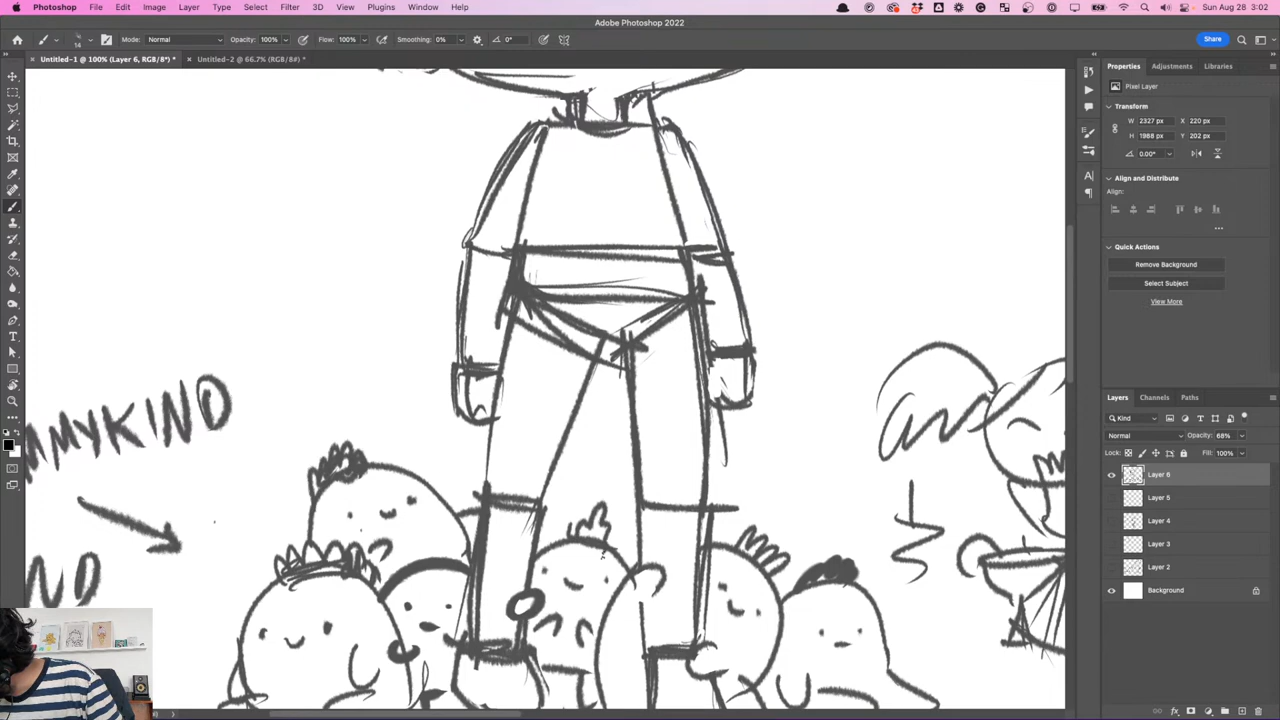 Photoshop File Edit Image Layer Type Select Filter 3D View Plugins Window Help
Sun Aug 28 3:02
Adobe Photoshop 2022
14 Mode: Normal Opacity: 100% Flow: 100% Smoothing: 0% 0° Share
Untitled-1 @ 100% (Layer 6, RGB/8*) * Untitled-2 @ 66.7% (RGB/8#) *
Properties Adjustments Libraries
Pixel Layer
Transform
W 2327 px X 220 px
H 1988 px Y 202 px
0.00°
Align and Distribute
Align:
Quick Actions
Remove Background
Select Subject
View More
Layers Channels Paths
Kind
Normal Opacity: 68%
Lock: Fill: 100%
Layer 6
Layer 5
Layer 4
Layer 3
Layer 2
Background
MMYKIND
ND